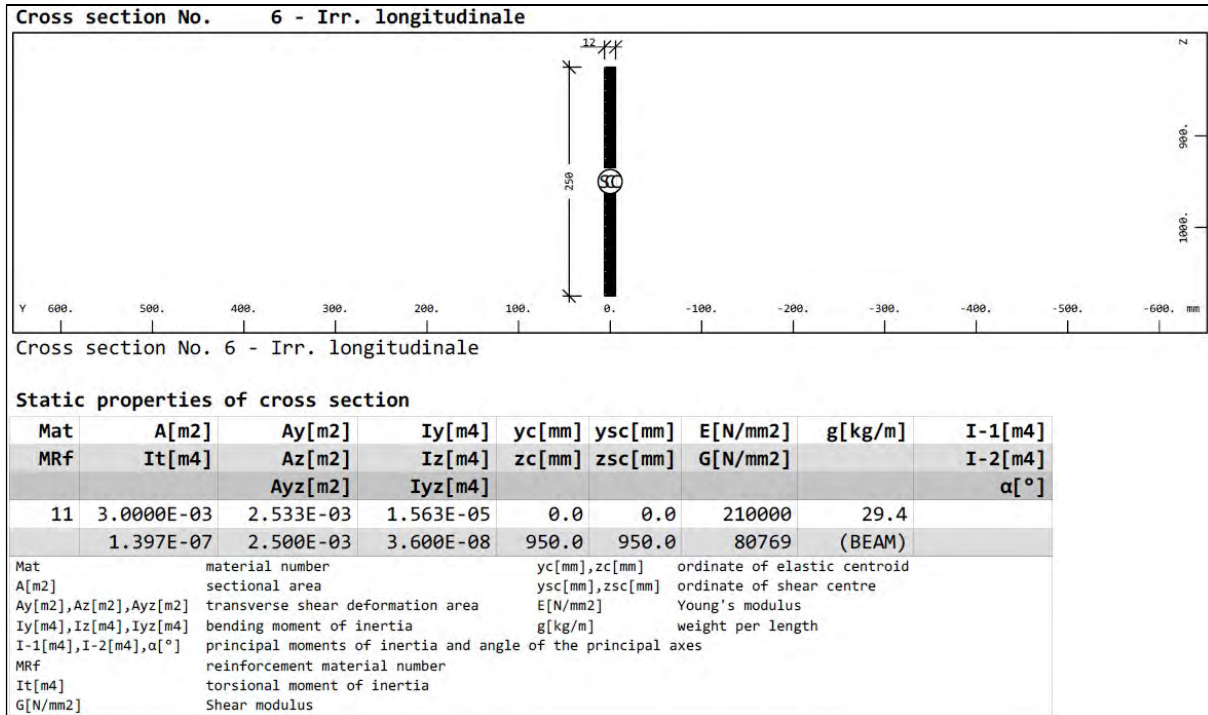 Cross section No. 6 - Irr. longitudinale
12
Z
900.
250
SCC
1000.
Y 600. 500. 400. 300. 200. 100. 0. -100. -200. -300. -400. -500. -600. mm
Cross section No. 6 - Irr. longitudinale
Static properties of cross section
Mat A[m2] Ay[m2] Iy[m4] yc[mm] ysc[mm] E[N/mm2] g[kg/m] I-1[m4]
MRf It[m4] Az[m2] Iz[m4] zc[mm] zsc[mm] G[N/mm2] I-2[m4]
Ayz[m2] Iyz[m4] α[°]
11 3.0000E-03 2.533E-03 1.563E-05 0.0 0.0 210000 29.4
1.397E-07 2.500E-03 3.600E-08 950.0 950.0 80769 (BEAM)
Mat material number yc[mm],zc[mm] ordinate of elastic centroid
A[m2] sectional area ysc[mm],zsc[mm] ordinate of shear centre
Ay[m2],Az[m2],Ayz[m2] transverse shear deformation area E[N/mm2] Young's modulus
Iy[m4],Iz[m4],Iyz[m4] bending moment of inertia g[kg/m] weight per length
I-1[m4],I-2[m4],α[°] principal moments of inertia and angle of the principal axes
MRf reinforcement material number
It[m4] torsional moment of inertia
G[N/mm2] Shear modulus